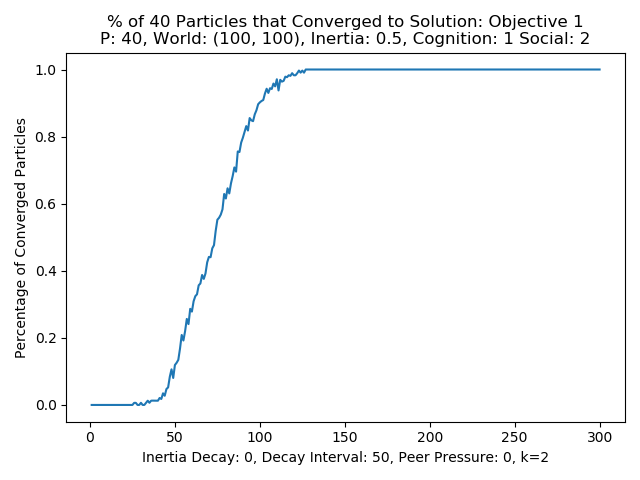 % of 40 Particles that Converged to Solution: Objective 1
P: 40, World: (100, 100), Inertia: 0.5, Cognition: 1 Social: 2
Percentage of Converged Particles
1.0
0.8
0.6
0.4
0.2
0.0
0 50 100 150 200 250 300
Inertia Decay: 0, Decay Interval: 50, Peer Pressure: 0, k=2